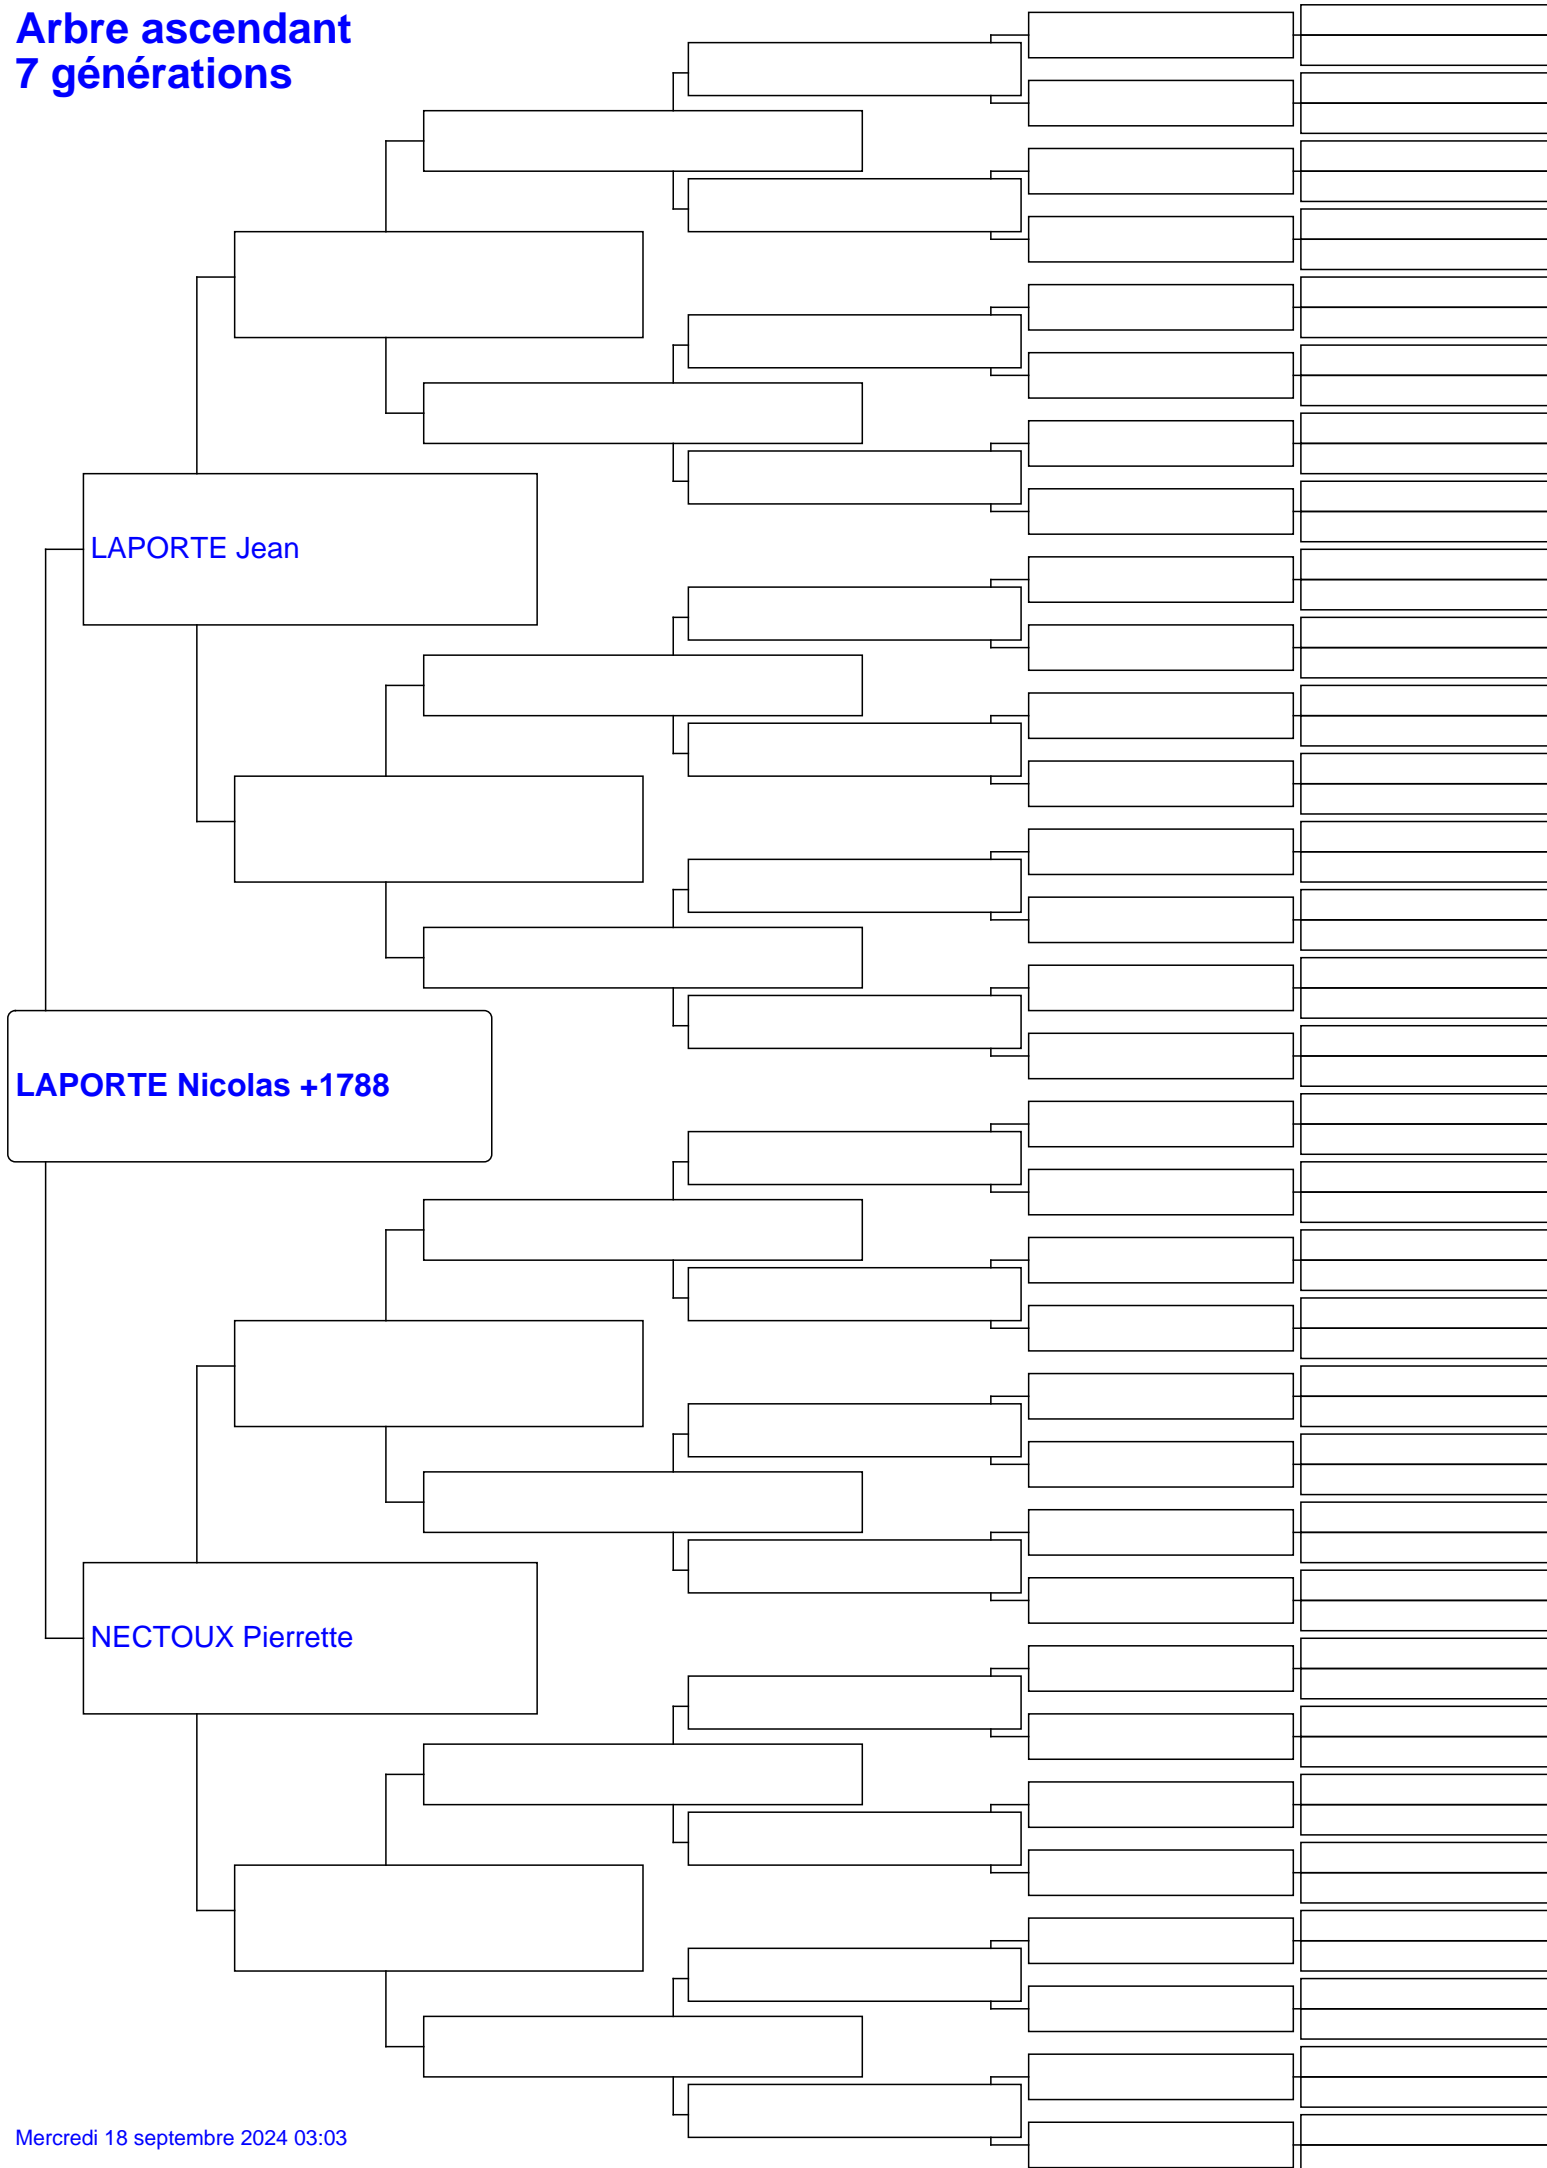 Arbre ascendant
7 générations
LAPORTE Jean
LAPORTE Nicolas +1788
NECTOUX Pierrette
Mercredi 18 septembre 2024 03:03